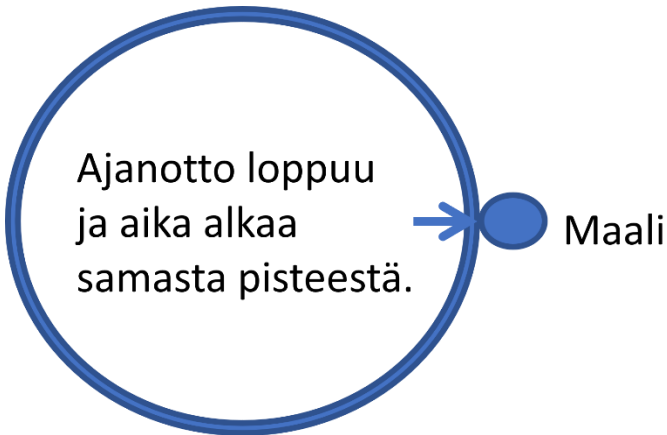 Ajanotto loppuu
ja aika alkaa
samasta pisteestä.
Maali